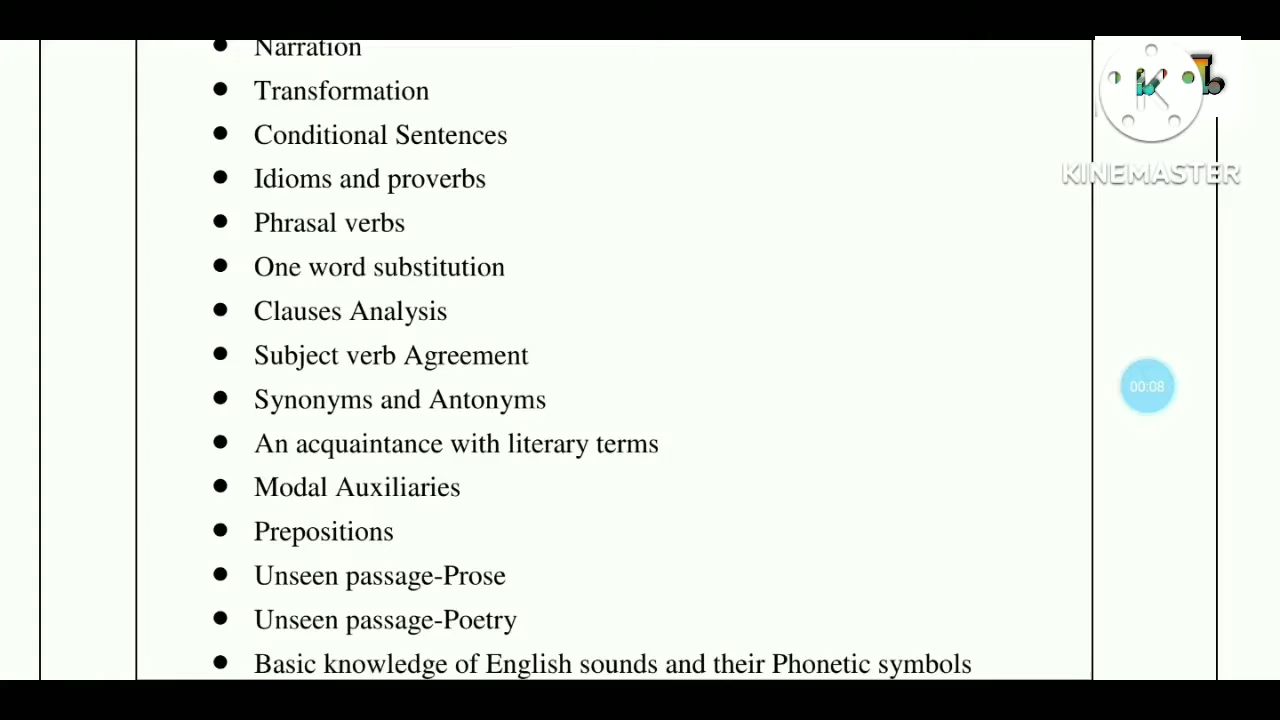 Narration
Transformation
Conditional Sentences
Idioms and proverbs
Phrasal verbs
One word substitution
Clauses Analysis
Subject verb Agreement
Synonyms and Antonyms
An acquaintance with literary terms
Modal Auxiliaries
Prepositions
Unseen passage-Prose
Unseen passage-Poetry
Basic knowledge of English sounds and their Phonetic symbols
K
KINEMASTER
00:08